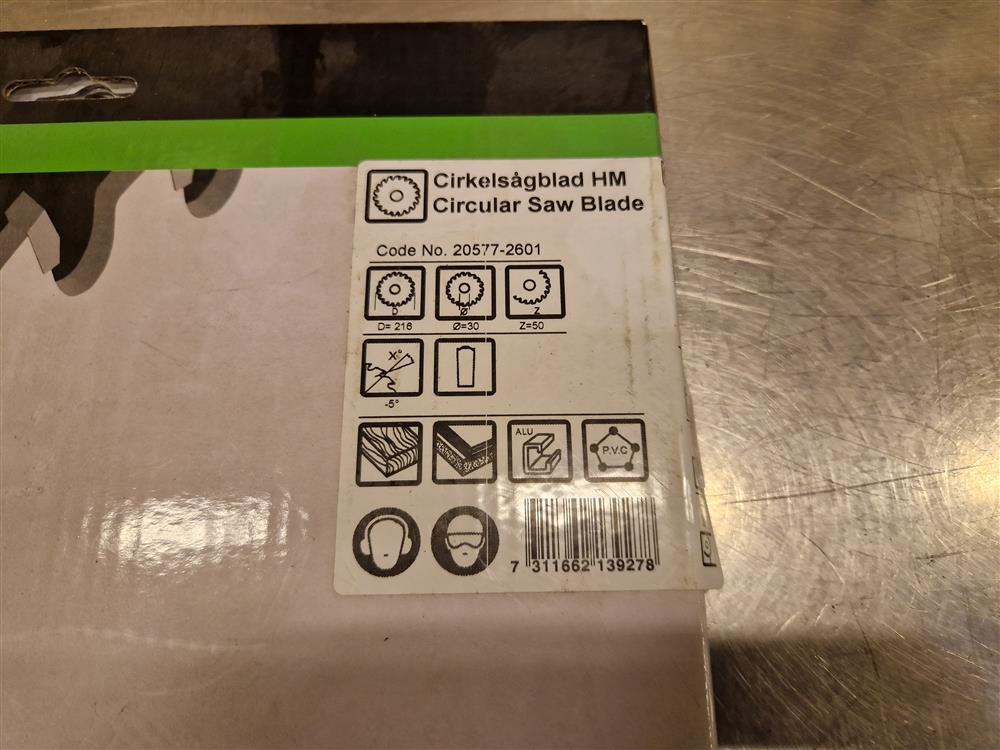 Cirkelsågblad HM
Circular Saw Blade
Code No. 20577-2601
D Ø Z
D= 216 Ø=30 Z=50
X°
-5°
ALU P.V.C
7 311662 139278